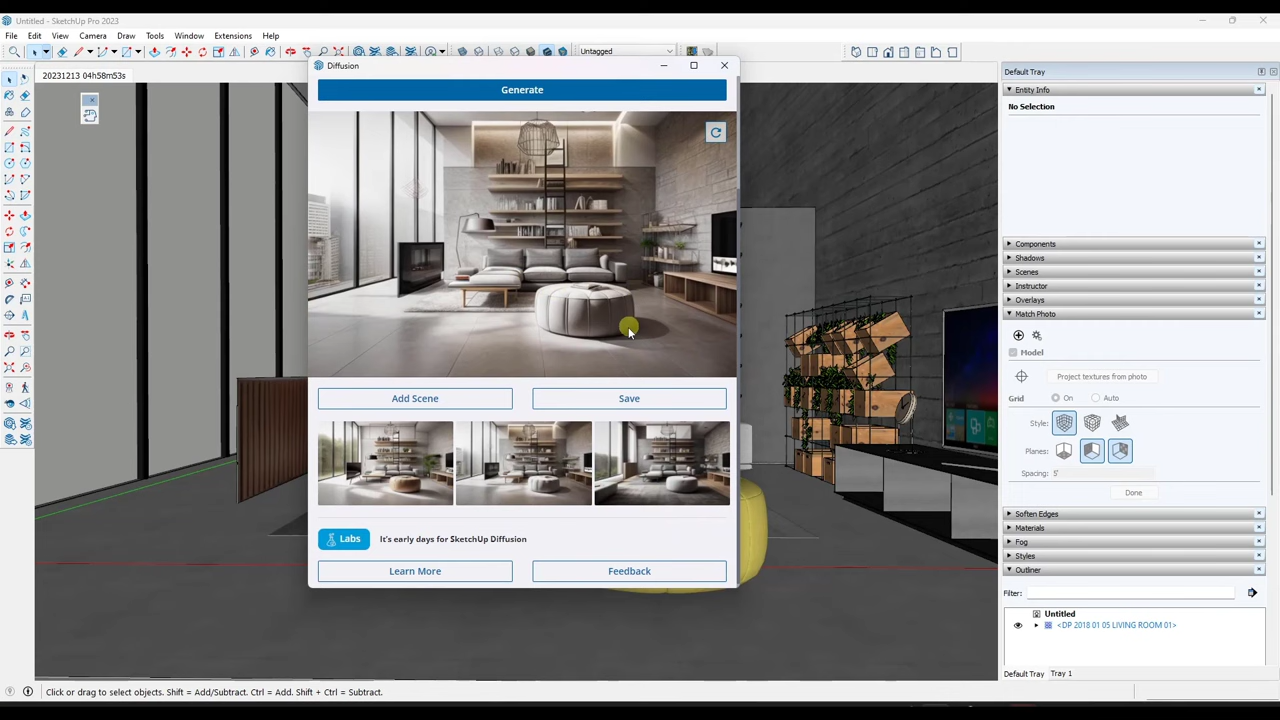 Untitled - SketchUp Pro 2023
File Edit View Camera Draw Tools Window Extensions Help
Untagged
20231213 04h58m53s
Diffusion
Generate
Add Scene
Save
Labs
It's early days for SketchUp Diffusion
Learn More
Feedback
Default Tray
Entity Info
No Selection
Components
Shadows
Scenes
Instructor
Overlays
Match Photo
Model
Project textures from photo
Grid On Auto
Style:
Planes:
Spacing: 5'
Done
Soften Edges
Materials
Fog
Styles
Outliner
Filter:
Untitled
<DP 2018 01 05 LIVING ROOM 01>
Default Tray Tray 1
Click or drag to select objects. Shift = Add/Subtract. Ctrl = Add. Shift + Ctrl = Subtract.